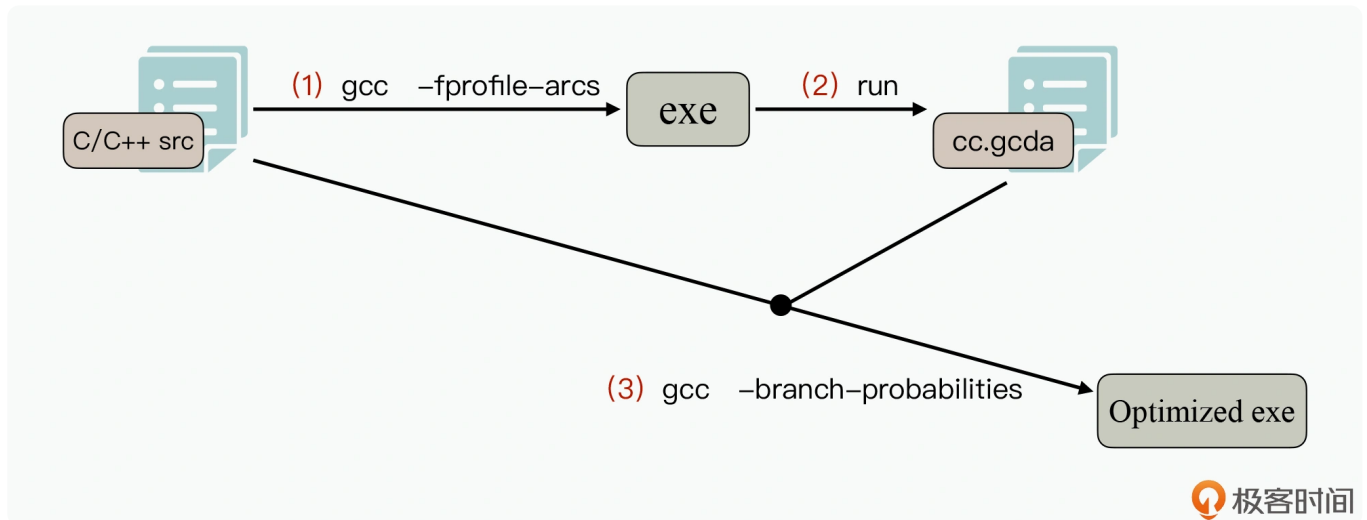 (1) gcc -fprofile-arcs
exe
(2) run
C/C++ src
cc.gcda
(3) gcc -branch-probabilities
Optimized exe
极客时间